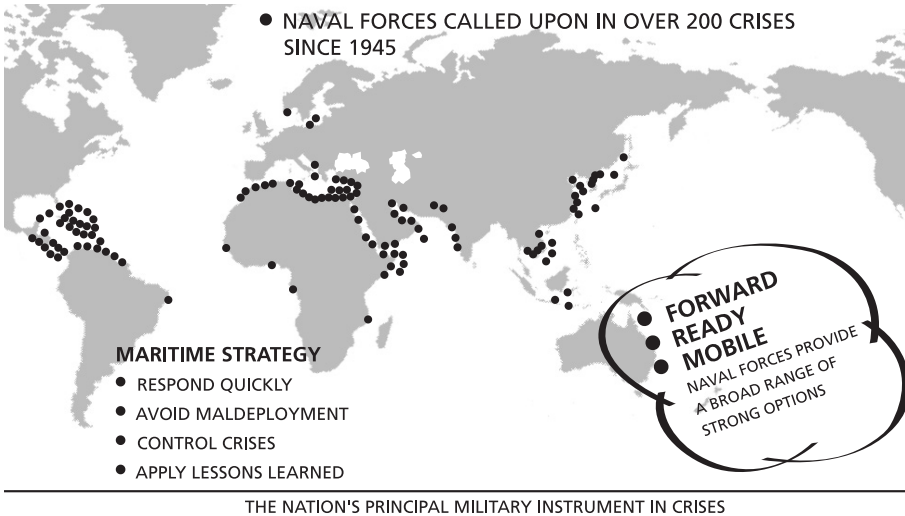 ● NAVAL FORCES CALLED UPON IN OVER 200 CRISES
SINCE 1945
MARITIME STRATEGY
● RESPOND QUICKLY
● AVOID MALDEPLOYMENT
● CONTROL CRISES
● APPLY LESSONS LEARNED
● FORWARD
● READY
● MOBILE
NAVAL FORCES PROVIDE
A BROAD RANGE OF
STRONG OPTIONS
THE NATION'S PRINCIPAL MILITARY INSTRUMENT IN CRISES